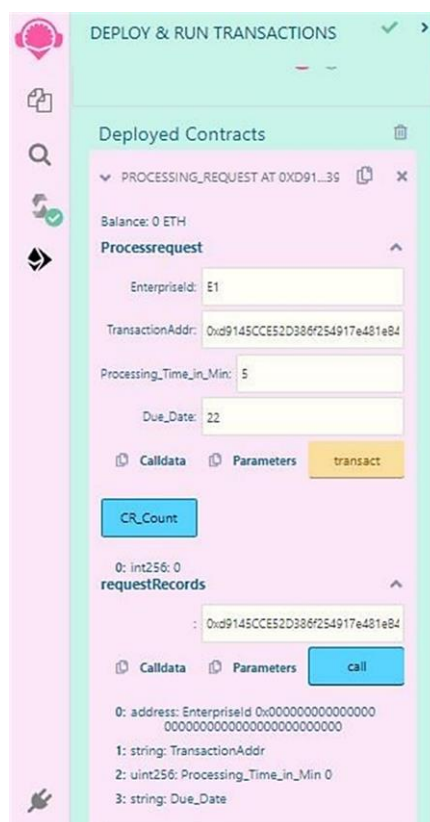 DEPLOY & RUN TRANSACTIONS
Deployed Contracts
PROCESSING_REQUEST AT 0XD91...39
Balance: 0 ETH
Processrequest
EnterpriseId: E1
TransactionAddr: 0xd9145CCE52D386f254917e481eB4
Processing_Time_in_Min: 5
Due_Date: 22
Calldata Parameters transact
CR_Count
0: int256: 0
requestRecords
: 0xd9145CCE52D386f254917e481eB4
Calldata Parameters call
0: address: EnterpriseId 0x000000000000000
0000000000000000000000000
1: string: TransactionAddr
2: uint256: Processing_Time_in_Min 0
3: string: Due_Date